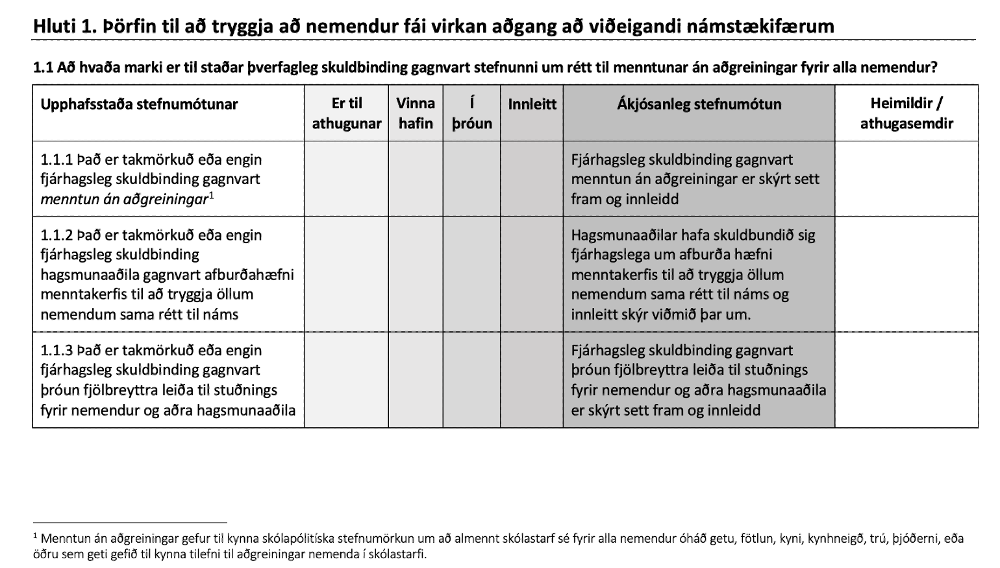 Hluti 1. Þörfin til að tryggja að nemendur fái virkan aðgang að viðeigandi námstækifærum
1.1 Að hvaða marki er til staðar þverfagleg skuldbinding gagnvart stefnunni um rétt til menntunar án aðgreiningar fyrir alla nemendur?
Upphafsstaða stefnumótunar
Er til
athugunar
Vinna
hafin
Í
þróun
Innleitt
Ákjósanleg stefnumótun
Heimildir /
athugasemdir
1.1.1 Það er takmörkuð eða engin
fjárhagsleg skuldbinding gagnvart
menntun án aðgreiningar¹
Fjárhagsleg skuldbinding gagnvart
menntun án aðgreiningar er skýrt sett
fram og innleidd
1.1.2 Það er takmörkuð eða engin
fjárhagsleg skuldbinding
hagsmunaaðila gagnvart afburðahæfni
menntakerfis til að tryggja öllum
nemendum sama rétt til náms
Hagsmunaaðilar hafa skuldbundið sig
fjárhagslega um afburða hæfni
menntakerfis til að tryggja öllum
nemendum sama rétt til náms og
innleitt skýr viðmið þar um.
1.1.3 Það er takmörkuð eða engin
fjárhagsleg skuldbinding gagnvart
þróun fjölbreyttra leiða til stuðnings
fyrir nemendur og aðra hagsmunaaðila
Fjárhagsleg skuldbinding gagnvart
þróun fjölbreyttra leiða til stuðnings
fyrir nemendur og aðra hagsmunaaðila
er skýrt sett fram og innleidd
¹ Menntun án aðgreiningar gefur til kynna skólapólitíska stefnumörkun um að almennt skólastarf sé fyrir alla nemendur óháð getu, fötlun, kyni, kynhneigð, trú, þjóðerni, eða
öðru sem geti gefið til kynna tilefni til aðgreiningar nemenda í skólastarfi.